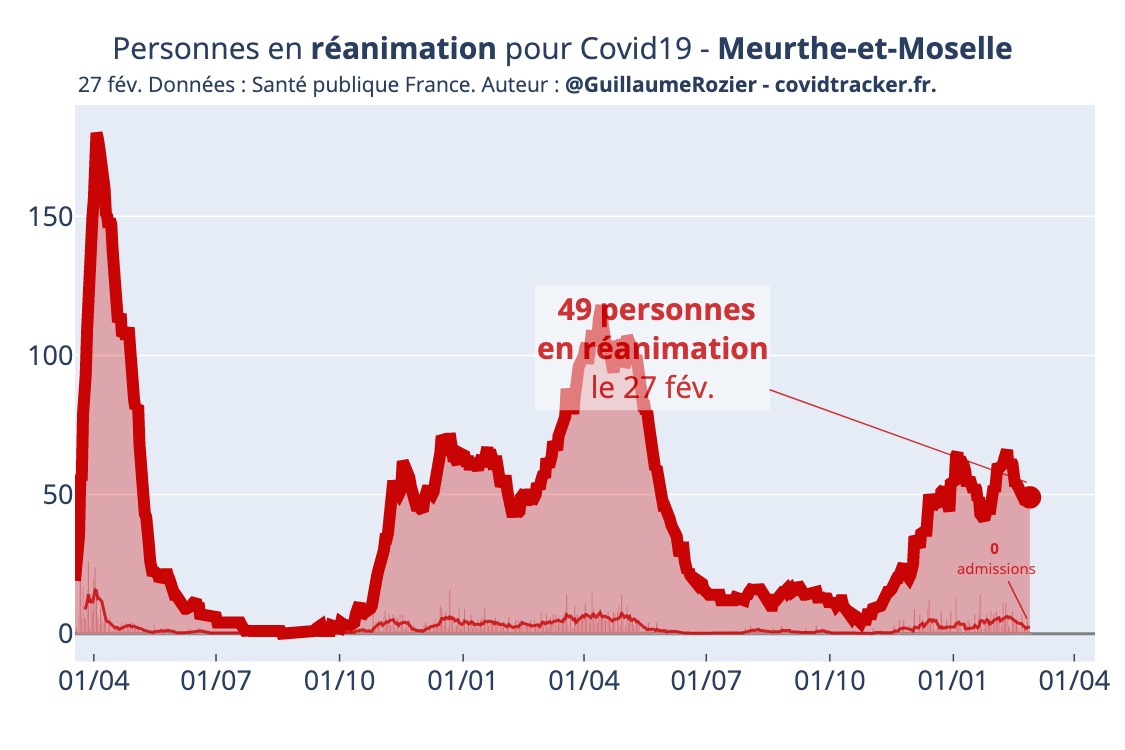 Personnes en réanimation pour Covid19 - Meurthe-et-Moselle
27 fév. Données : Santé publique France. Auteur : @GuillaumeRozier - covidtracker.fr.
150
100
50
0
49 personnes
en réanimation
le 27 fév.
0
admissions
01/04 01/07 01/10 01/01 01/04 01/07 01/10 01/01 01/04